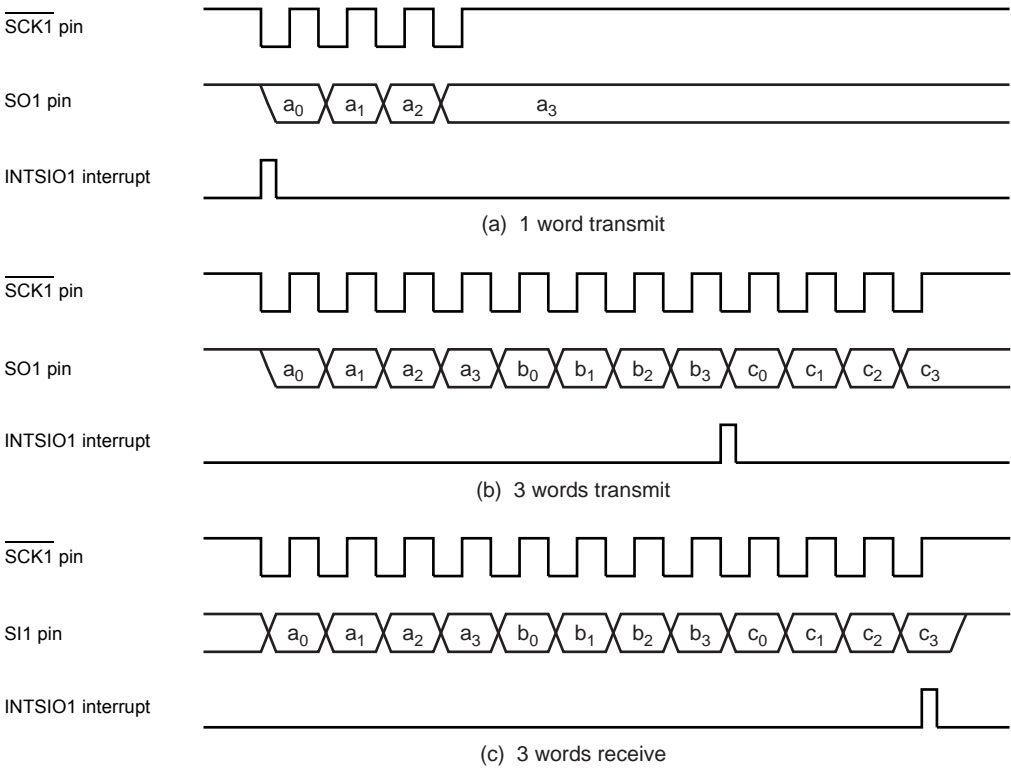 SCK1 pin
SO1 pin a0 a1 a2 a3
INTSIO1 interrupt
(a) 1 word transmit
SCK1 pin
SO1 pin a0 a1 a2 a3 b0 b1 b2 b3 c0 c1 c2 c3
INTSIO1 interrupt
(b) 3 words transmit
SCK1 pin
SI1 pin a0 a1 a2 a3 b0 b1 b2 b3 c0 c1 c2 c3
INTSIO1 interrupt
(c) 3 words receive